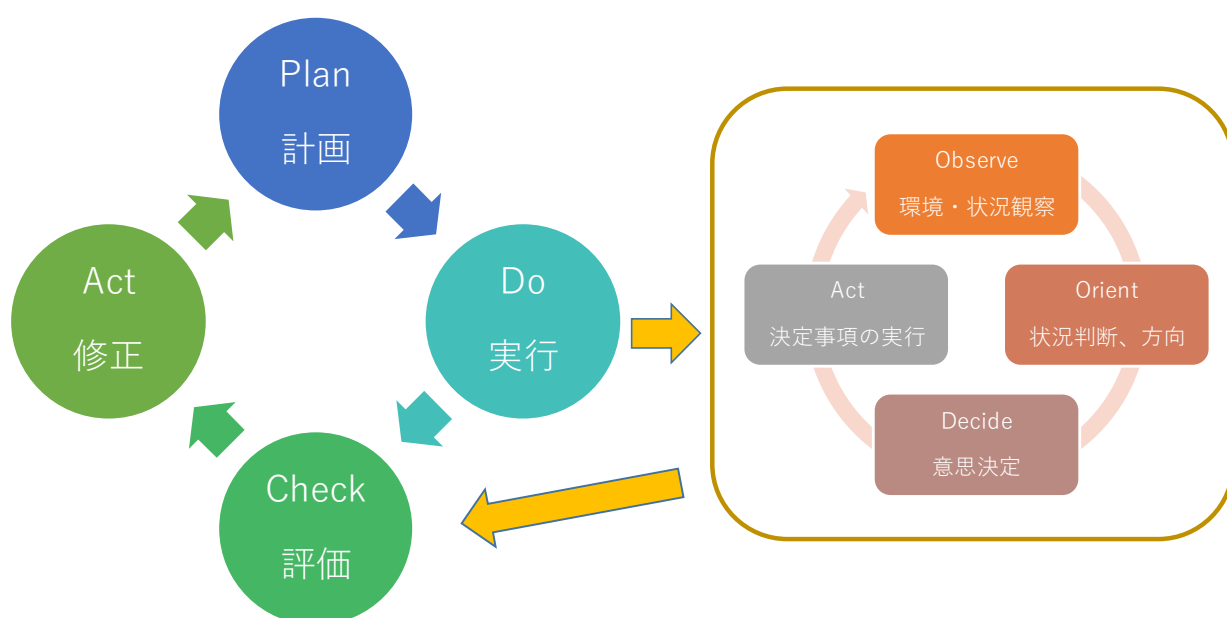 Plan
計画
Do
実行
Check
評価
Act
修正
Observe
環境・状況観察
Orient
状況判断、方向
Decide
意思決定
Act
決定事項の実行